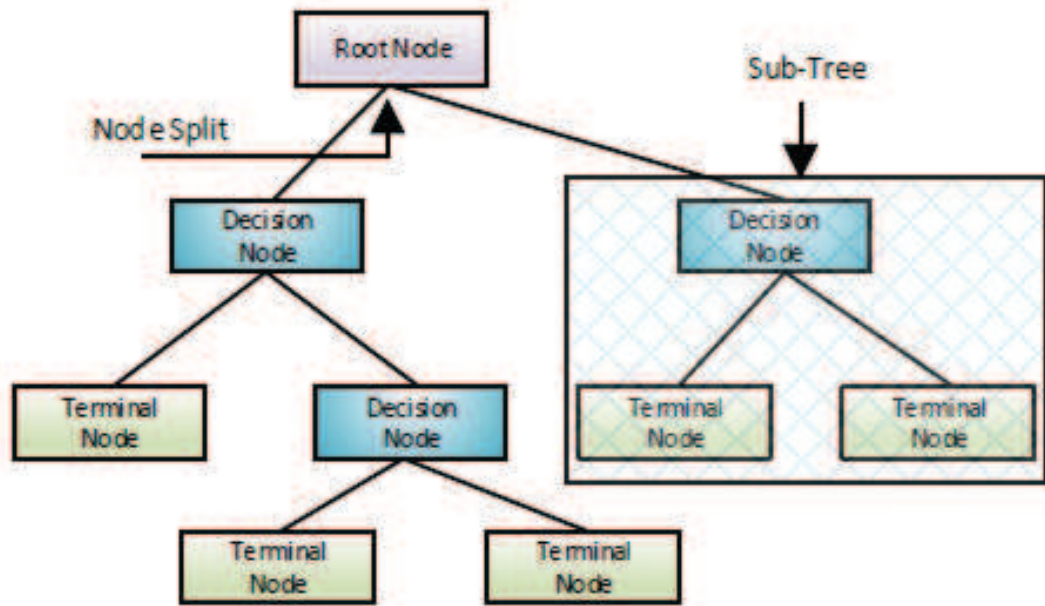 Root Node
Sub-Tree
Node Split
Decision
Node
Decision
Node
Terminal
Node
Decision
Node
Terminal
Node
Terminal
Node
Terminal
Node
Terminal
Node